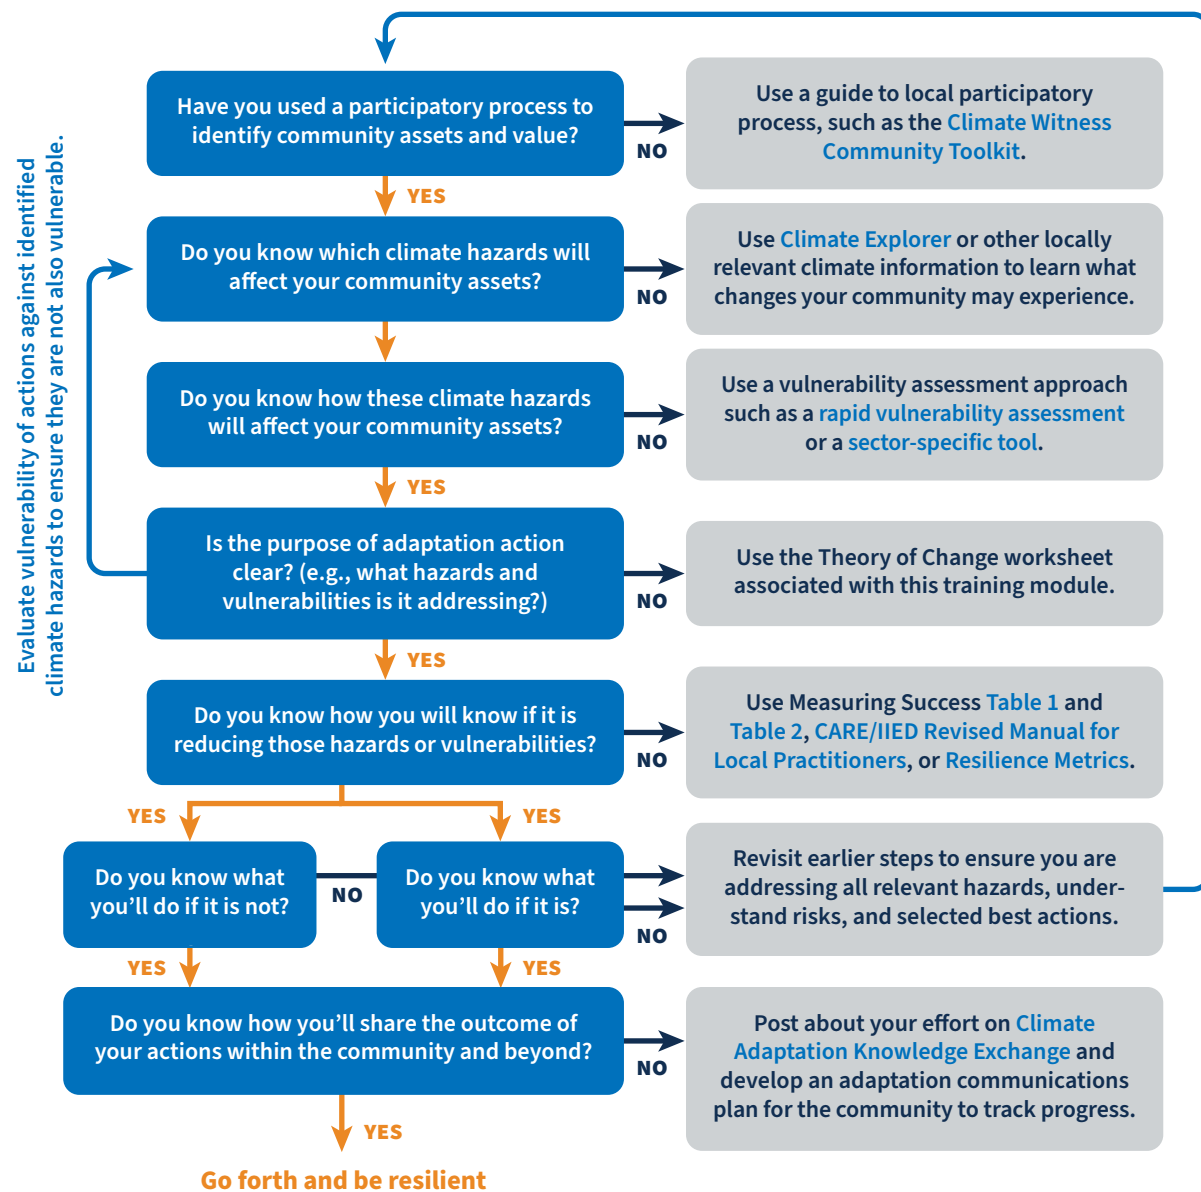 Evaluate vulnerability of actions against identified
climate hazards to ensure they are not also vulnerable.
Have you used a participatory process to
identify community assets and value?
NO
Use a guide to local participatory
process, such as the Climate Witness
Community Toolkit.
YES
Do you know which climate hazards will
affect your community assets?
NO
Use Climate Explorer or other locally
relevant climate information to learn what
changes your community may experience.
Do you know how these climate hazards
will affect your community assets?
NO
Use a vulnerability assessment approach
such as a rapid vulnerability assessment
or a sector-specific tool.
YES
Is the purpose of adaptation action
clear? (e.g., what hazards and
vulnerabilities is it addressing?)
NO
Use the Theory of Change worksheet
associated with this training module.
YES
Do you know how you will know if it is
reducing those hazards or vulnerabilities?
NO
Use Measuring Success Table 1 and
Table 2, CARE/IIED Revised Manual for
Local Practitioners, or Resilience Metrics.
YES
YES
Do you know what
you'll do if it is not?
NO
Do you know what
you'll do if it is?
NO
Revisit earlier steps to ensure you are
addressing all relevant hazards, under-
stand risks, and selected best actions.
YES
YES
Do you know how you'll share the outcome of
your actions within the community and beyond?
NO
Post about your effort on Climate
Adaptation Knowledge Exchange and
develop an adaptation communications
plan for the community to track progress.
YES
Go forth and be resilient